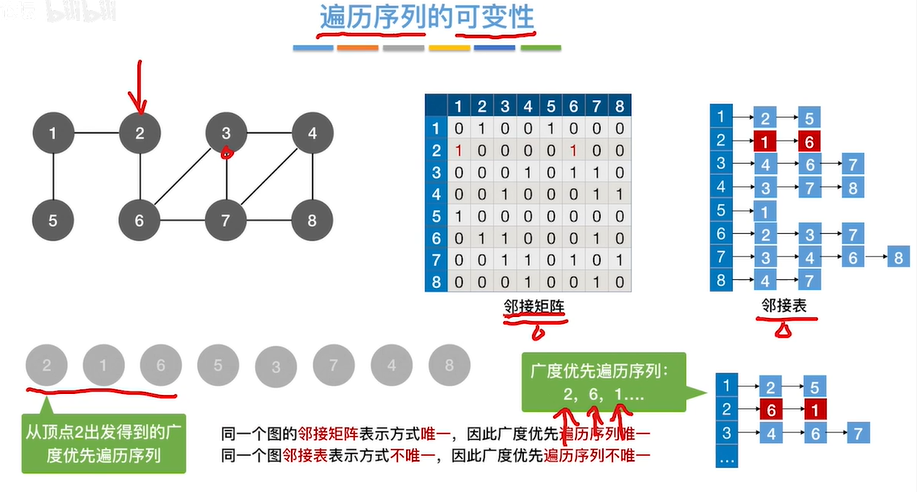 bilibili
遍历序列的可变性
1 2 3 4
5 6 7 8
1 2 3 4 5 6 7 8
1 0 1 0 0 1 0 0 0
2 1 0 0 0 0 1 0 0
3 0 0 0 1 0 1 1 0
4 0 0 1 0 0 0 1 1
5 1 0 0 0 0 0 0 0
6 0 1 1 0 0 0 1 0
7 0 0 1 1 0 1 0 1
8 0 0 0 1 0 0 1 0
邻接矩阵
1 2 5
2 1 6
3 4 6 7
4 3 7 8
5 1
6 2 3 7
7 3 4 6 8
8 4 7
邻接表
2 1 6 5 3 7 4 8
从顶点2出发得到的广
度优先遍历序列
广度优先遍历序列:
2, 6, 1....
1 2 5
2 6 1
3 4 6 7
...
同一个图的邻接矩阵表示方式唯一，因此广度优先遍历序列唯一
同一个图邻接表表示方式不唯一，因此广度优先遍历序列不唯一